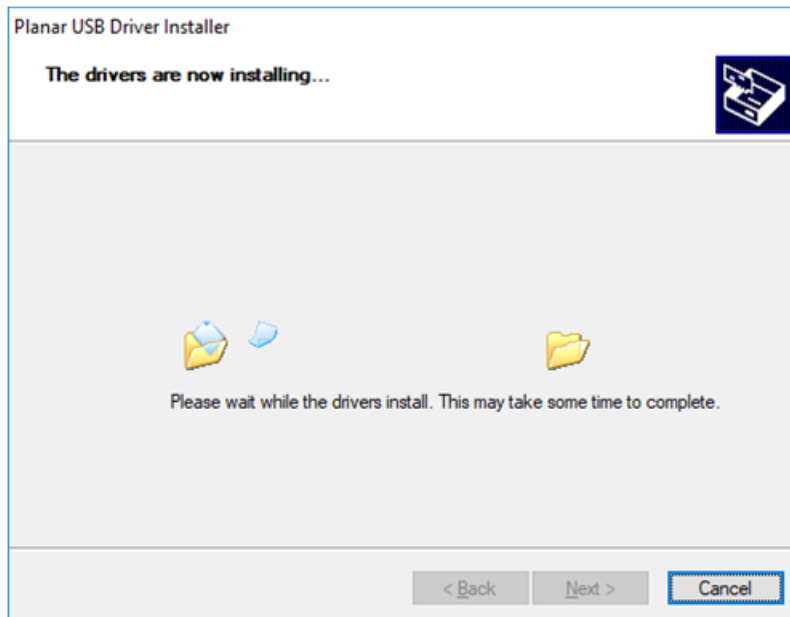 Planar USB Driver Installer
The drivers are now installing...
Please wait while the drivers install. This may take some time to complete.
< Back
Next >
Cancel